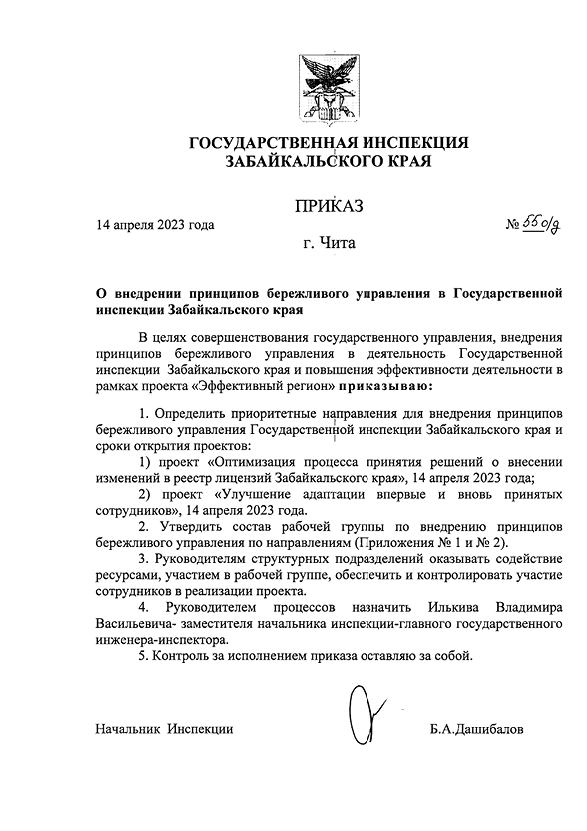 ГОСУДАРСТВЕННАЯ ИНСПЕКЦИЯ
ЗАБАЙКАЛЬСКОГО КРАЯ
ПРИКАЗ
14 апреля 2023 года
№ 55 о/д
г. Чита
О внедрении принципов бережливого управления в Государственной
инспекции Забайкальского края
В целях совершенствования государственного управления, внедрения
принципов бережливого управления в деятельность Государственной
инспекции Забайкальского края и повышения эффективности деятельности в
рамках проекта «Эффективный регион» приказываю:
1. Определить приоритетные направления для внедрения принципов
бережливого управления Государственной инспекции Забайкальского края и
сроки открытия проектов:
1) проект «Оптимизация процесса принятия решений о внесении
изменений в реестр лицензий Забайкальского края», 14 апреля 2023 года;
2) проект «Улучшение адаптации впервые и вновь принятых
сотрудников», 14 апреля 2023 года.
2. Утвердить состав рабочей группы по внедрению принципов
бережливого управления по направлениям (Приложения № 1 и № 2).
3. Руководителям структурных подразделений оказывать содействие
ресурсами, участием в рабочей группе, обеспечить и контролировать участие
сотрудников в реализации проекта.
4. Руководителем процессов назначить Илькива Владимира
Васильевича- заместителя начальника инспекции-главного государственного
инженера-инспектора.
5. Контроль за исполнением приказа оставляю за собой.
Начальник Инспекции
Б.А.Дашибалов